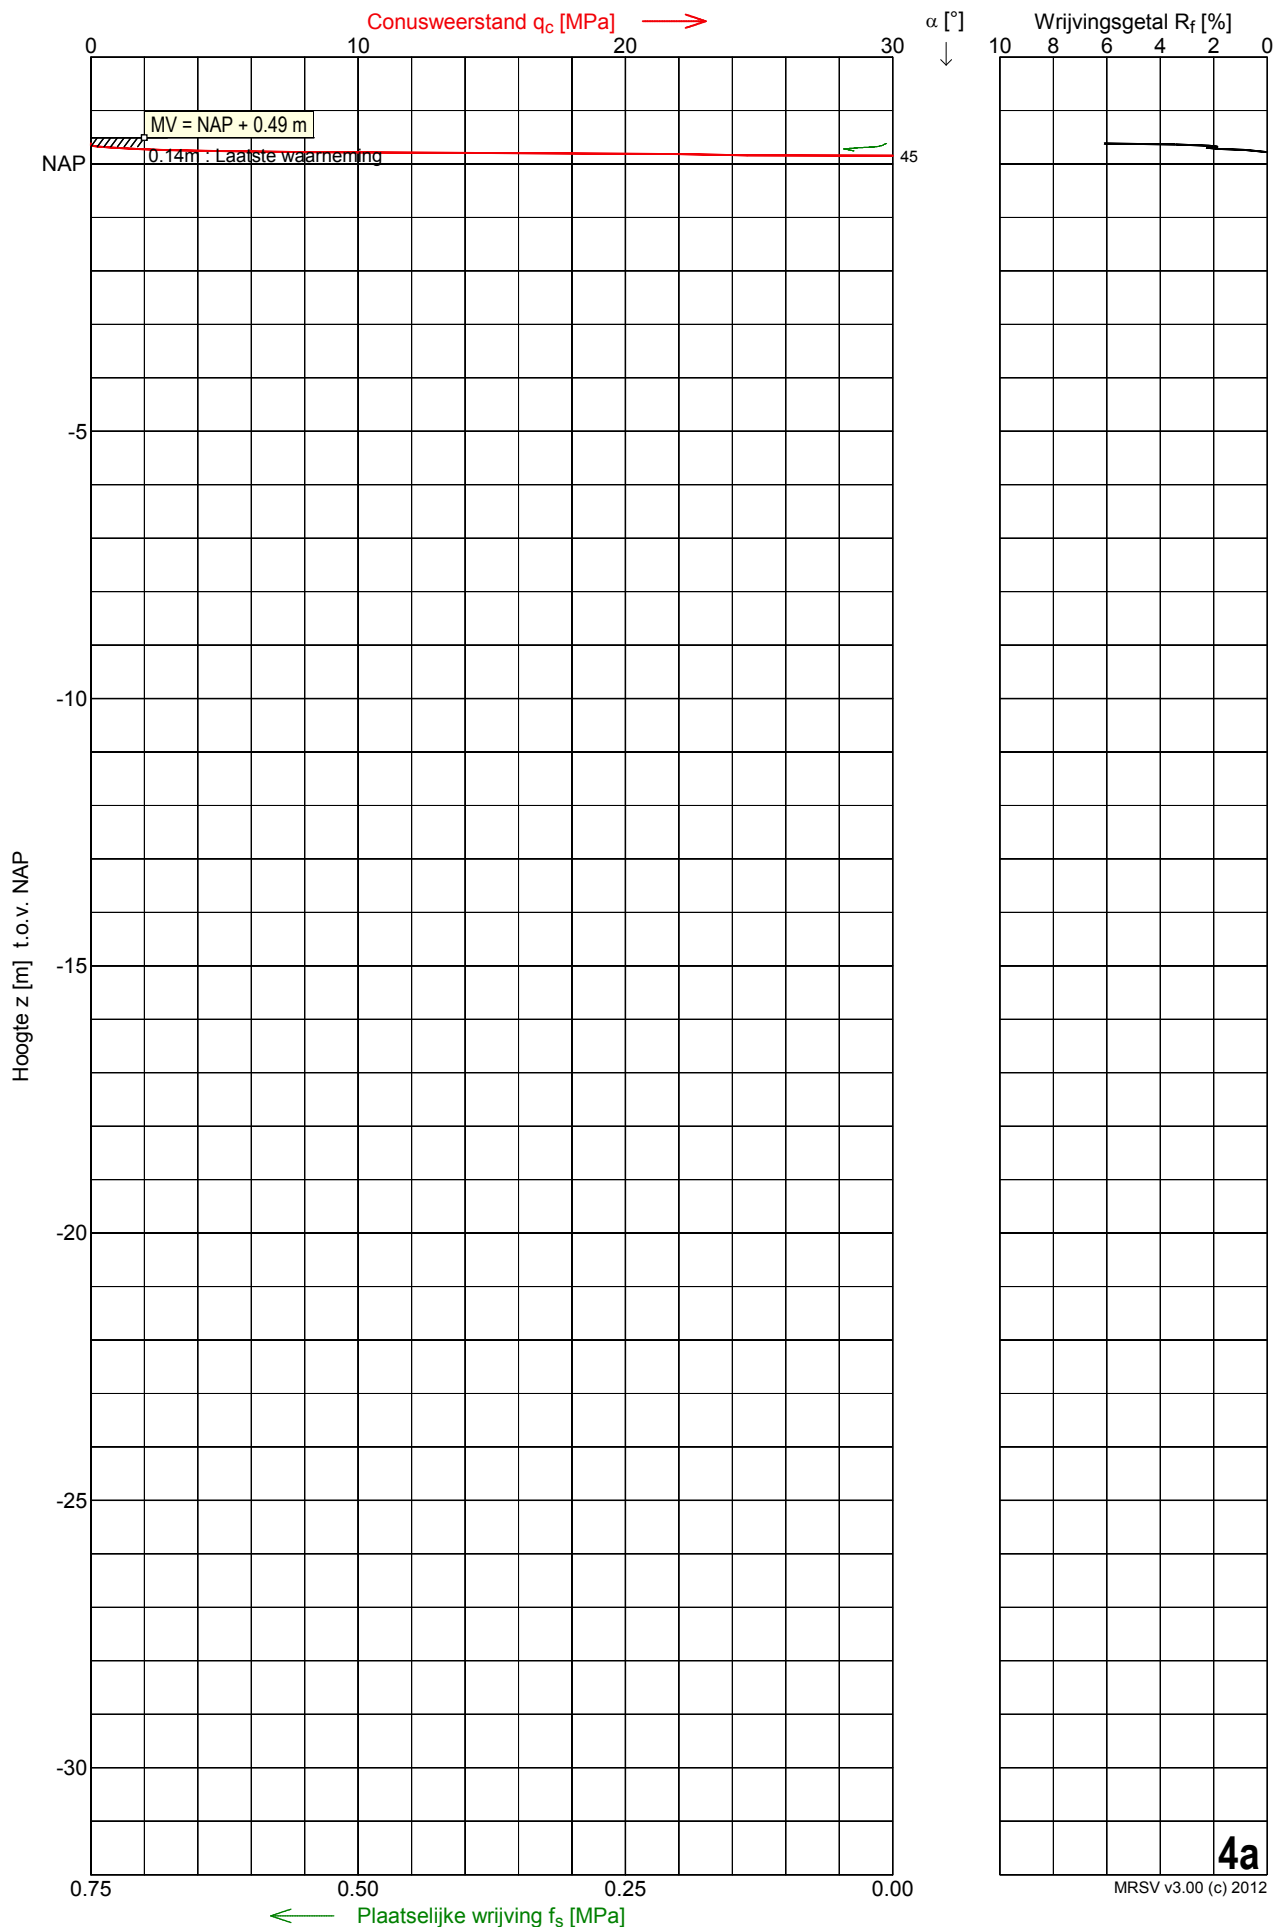 Conusweerstand qc [MPa]
α [°]
Wrijvingsgetal Rf [%]
0 10 20 30
10 8 6 4 2 0
MV = NAP + 0.49 m
0.14m : Laatste waarneming
45
NAP
-5
-10
Hoogte z [m] t.o.v. NAP
-15
-20
-25
-30
4a
0.75 0.50 0.25 0.00
MRSV v3.00 (c) 2012
Plaatselijke wrijving fs [MPa]